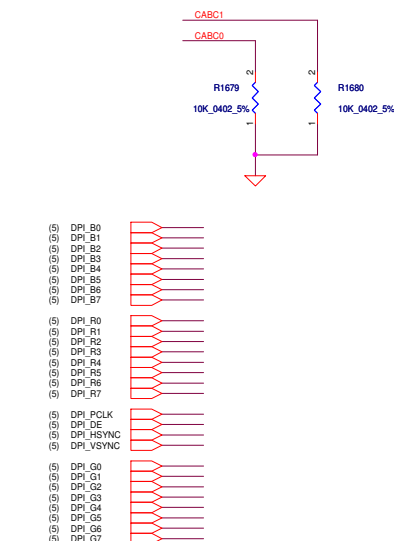 CABC1
CABC0
2 2
R1679 R1680
10K_0402_5% 10K_0402_5%
1 1
(5) DPI_B0
(5) DPI_B1
(5) DPI_B2
(5) DPI_B3
(5) DPI_B4
(5) DPI_B5
(5) DPI_B6
(5) DPI_B7
(5) DPI_R0
(5) DPI_R1
(5) DPI_R2
(5) DPI_R3
(5) DPI_R4
(5) DPI_R5
(5) DPI_R6
(5) DPI_R7
(5) DPI_PCLK
(5) DPI_DE
(5) DPI_HSYNC
(5) DPI_VSYNC
(5) DPI_G0
(5) DPI_G1
(5) DPI_G2
(5) DPI_G3
(5) DPI_G4
(5) DPI_G5
(5) DPI_G6
(5) DPI_G7